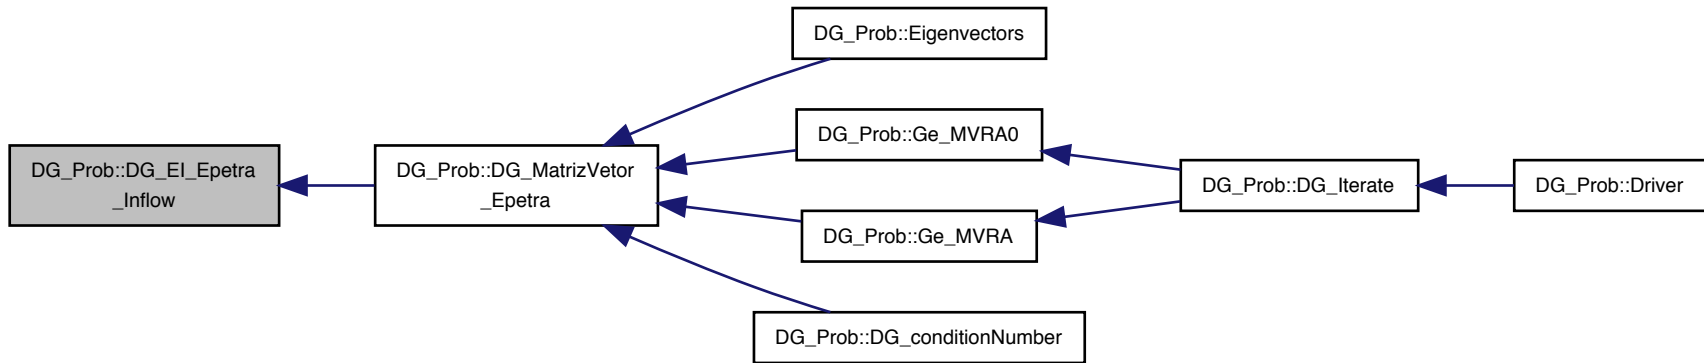 DG_Prob::DG_EI_Epetra
_Inflow
DG_Prob::DG_MatrizVetor
_Epetra
DG_Prob::Eigenvectors
DG_Prob::Ge_MVRA0
DG_Prob::Ge_MVRA
DG_Prob::DG_conditionNumber
DG_Prob::DG_Iterate
DG_Prob::Driver